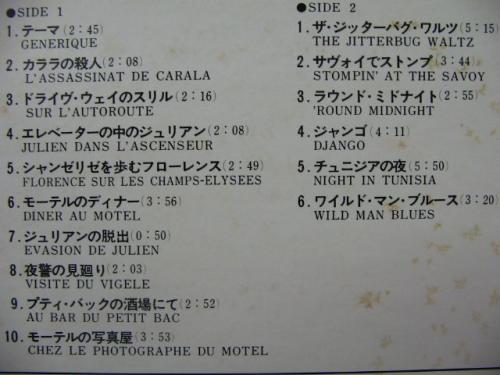 ●SIDE 1
1.テーマ(2:45)
GENERIQUE
2.カララの殺人(2:08)
L'ASSASSINAT DE CARALA
3.ドライヴ・ウェイのスリル(2:16)
SUR L'AUTOROUTE
4.エレベーターの中のジュリアン(2:08)
JULIEN DANS L'ASCENSEUR
5.シャンゼリゼを歩むフローレンス(2:49)
FLORENCE SUR LES CHAMPS-ELYSEES
6.モーテルのディナー(3:56)
DINER AU MOTEL
7.ジュリアンの脱出(0:50)
EVASION DE JULIEN
8.夜警の見廻り(2:03)
VISITE DU VIGELE
9.プティ・バックの酒場にて(2:52)
AU BAR DU PETIT BAC
10.モーテルの写真屋(3:53)
CHEZ LE PHOTOGRAPHE DU MOTEL
●SIDE 2
1.ザ・ジッターバグ・ワルツ(5:15)
THE JITTERBUG WALTZ
2.サヴォイでストンプ(3:44)
STOMPIN' AT THE SAVOY
3.ラウンド・ミドナイト(2:55)
'ROUND MIDNIGHT
4.ジャンゴ(4:11)
DJANGO
5.チュニジアの夜(5:50)
NIGHT IN TUNISIA
6.ワイルド・マン・ブルース(3:20)
WILD MAN BLUES